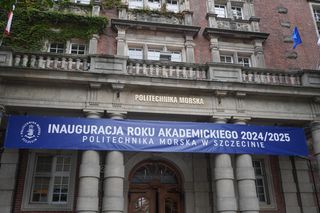 POLITECHNIKA MORSKA
INAUGURACJA ROKU AKADEMICKIEGO 2024/2025
POLITECHNIKA MORSKA W SZCZECINIE